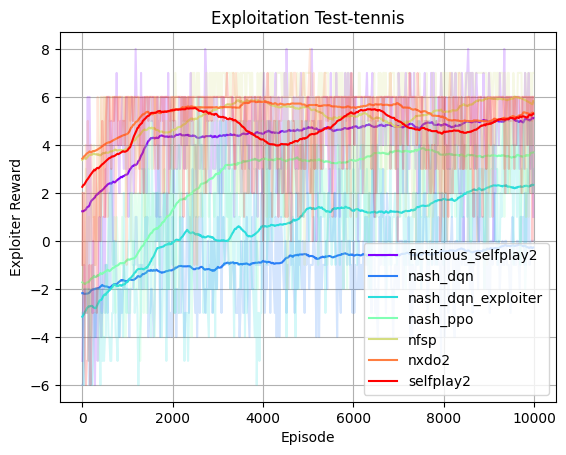 Exploitation Test-tennis
Exploiter Reward
8
6
4
2
0
−2
−4
−6
fictitious_selfplay2
nash_dqn
nash_dqn_exploiter
nash_ppo
nfsp
nxdo2
selfplay2
0 2000 4000 6000 8000 10000
Episode